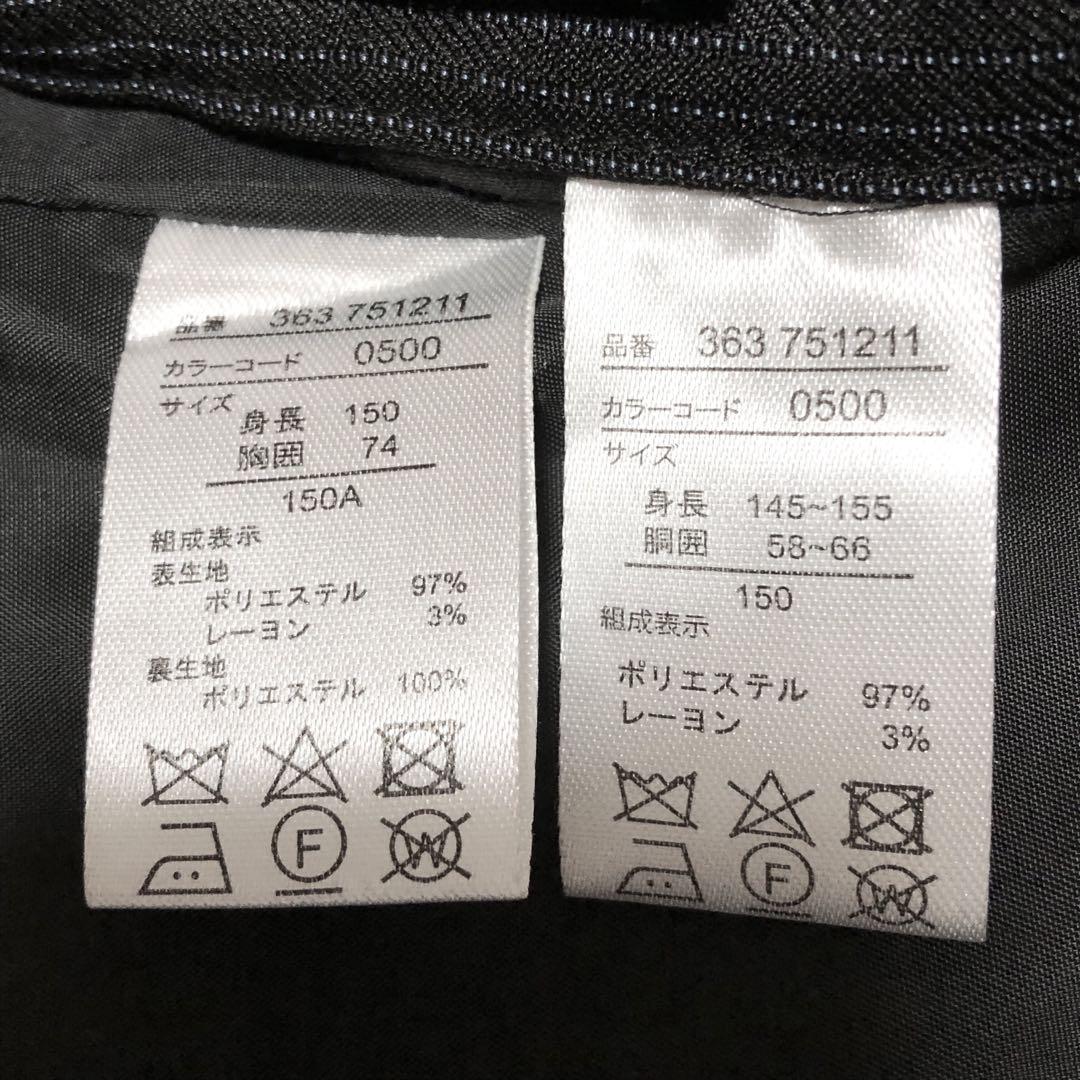 品番 363 751211
カラーコード 0500
サイズ
身長 150
胸囲 74
150A
組成表示
表生地
ポリエステル 97%
レーヨン 3%
裏生地
ポリエステル 100%
F
W
品番 363 751211
カラーコード 0500
サイズ
身長 145~155
胴囲 58~66
150
組成表示
ポリエステル 97%
レーヨン 3%
F
W